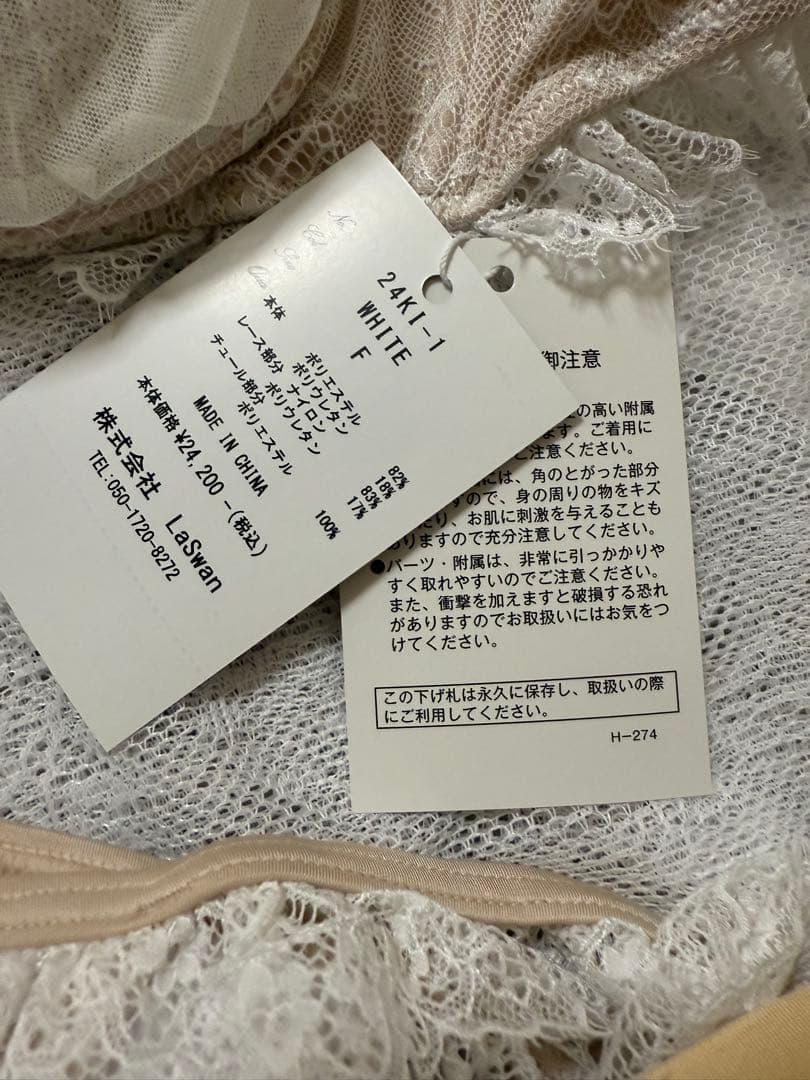 No. 24KI-1
Col. WHITE
Size F
Qua. 本体 ポリエステル 82%
ポリウレタン 18%
レース部分 ナイロン 83%
ポリウレタン 17%
チュール部分 ポリエステル 100%
MADE IN CHINA
本体価格 ¥24,200-(税込)
株式会社 LaSwan
TEL:050-1720-8272
御注意
の高い附属
ます。ご着用に
ご注意ください。
には、角のとがった部分
すので、身の周りの物をキズ
たり、お肌に刺激を与えることも
ありますので充分注意してください。
●パーツ・附属は、非常に引っかかりや
すく取れやすいのでご注意ください。
また、衝撃を加えますと破損する恐れ
がありますのでお取扱いにはお気をつ
けてください。
この下げ札は永久に保存し、取扱いの際
にご利用してください。
H-274